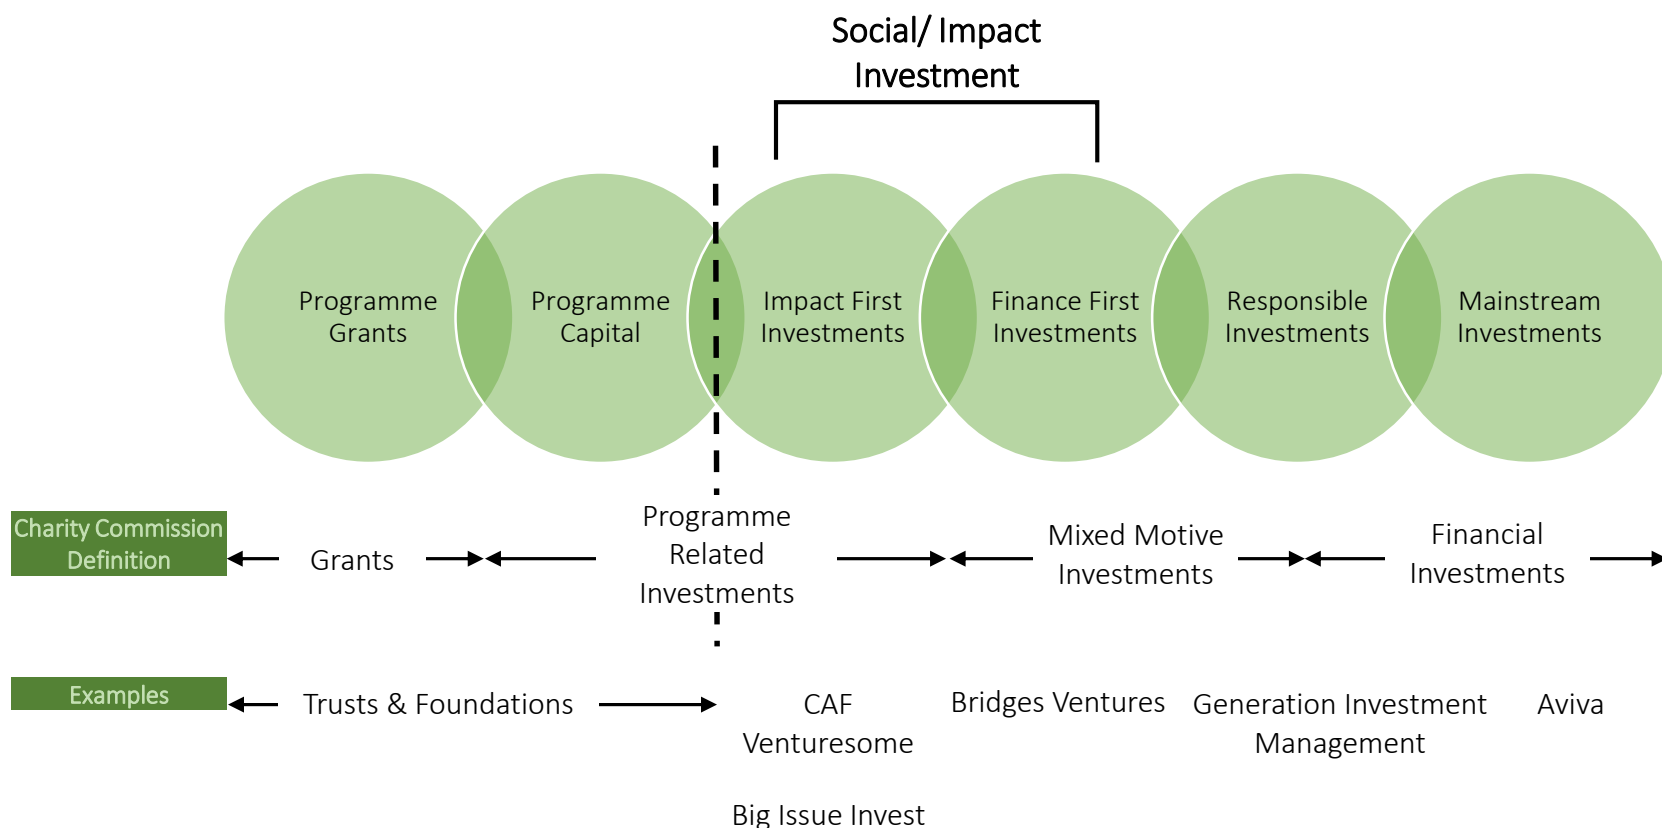 Social/ Impact
Investment
Programme
Grants
Programme
Capital
Impact First
Investments
Finance First
Investments
Responsible
Investments
Mainstream
Investments
Charity Commission
Definition
Grants
Programme
Related
Investments
Mixed Motive
Investments
Financial
Investments
Examples
Trusts & Foundations
CAF
Venturesome
Big Issue Invest
Bridges Ventures
Generation Investment
Management
Aviva